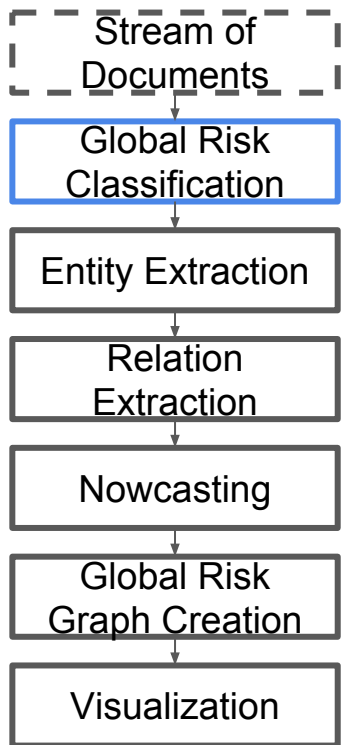 Stream of
Documents
Global Risk
Classification
Entity Extraction
Relation
Extraction
Nowcasting
Global Risk
Graph Creation
Visualization